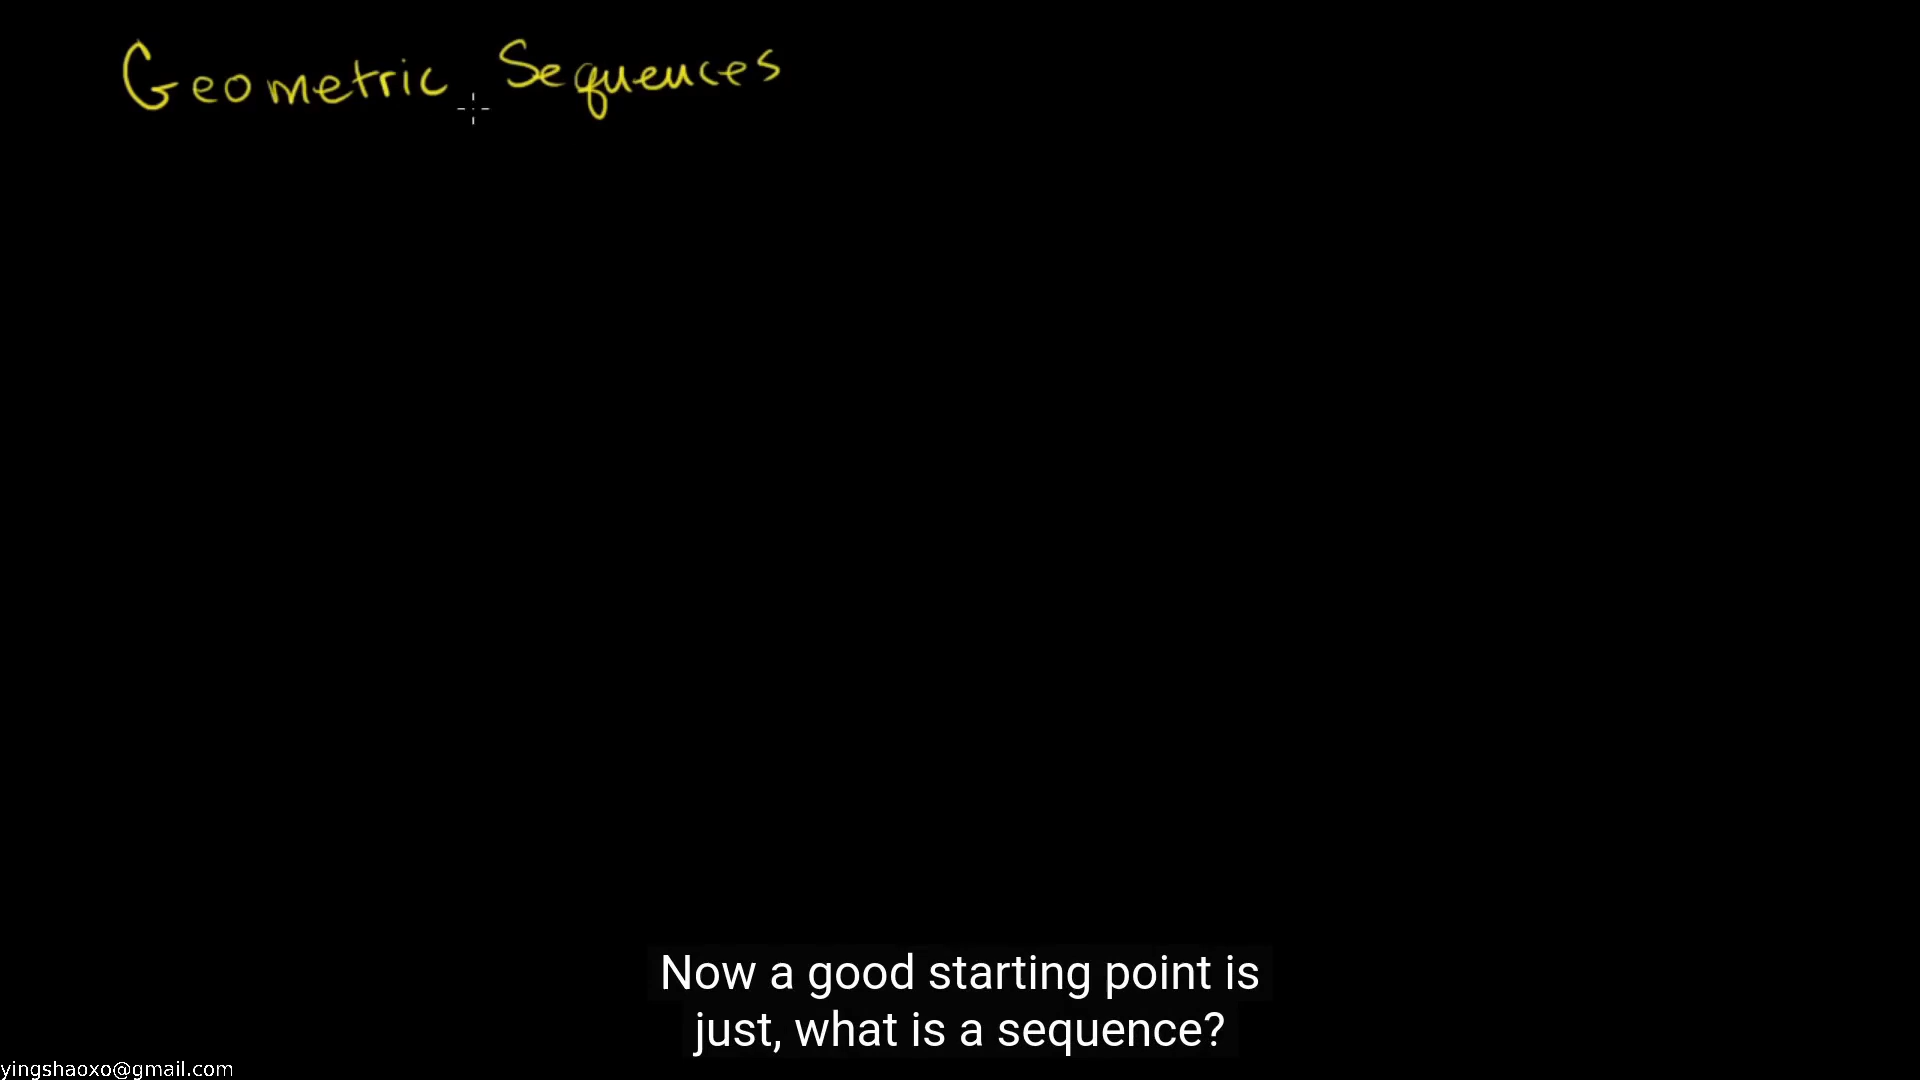 Geometric Sequences
Now a good starting point is
just, what is a sequence?
yingshaoxo@gmail.com